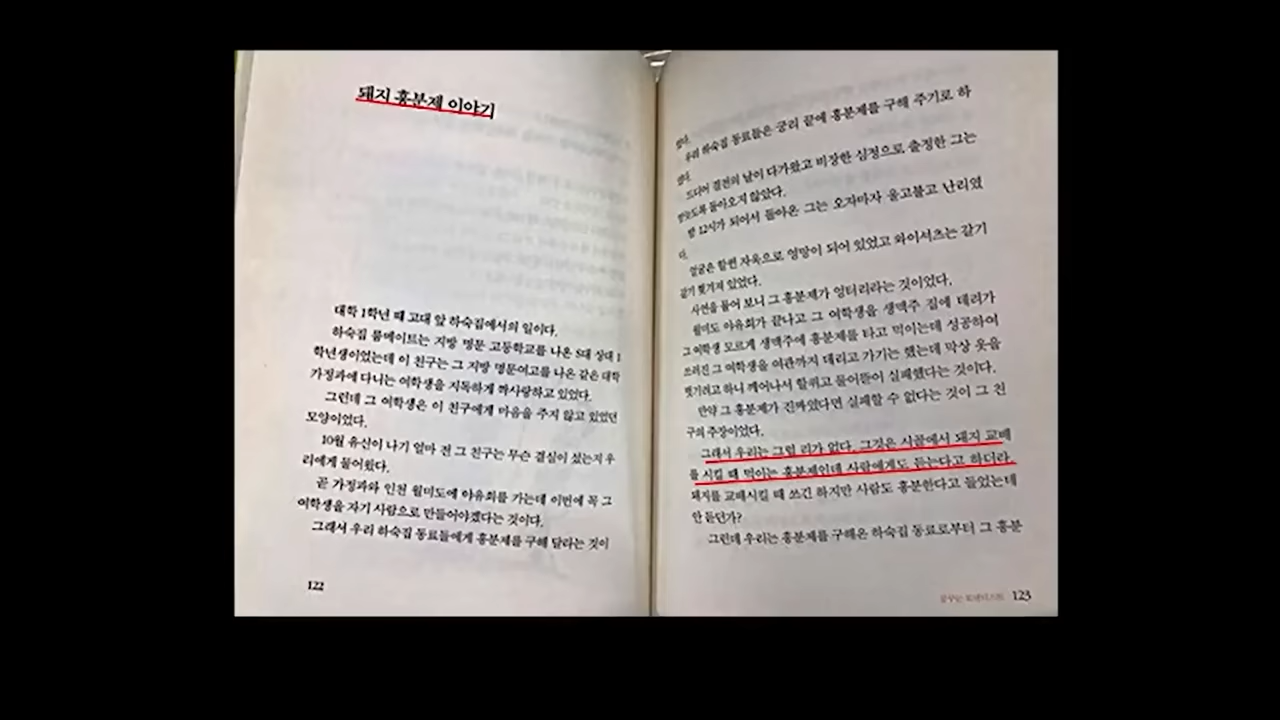 돼지 흥분제 이야기
대학 1학년 때 고대 앞 하숙집에서의 일이다.
하숙집 룸메이트는 지방 명문 고등학교를 나온 S대 상대 1
학년생이었는데 이 친구는 그 지방 명문여고를 나온 같은 대학
가정과에 다니는 여학생을 지독하게 짝사랑하고 있었다.
그런데 그 여학생은 이 친구에게 마음을 주지 않고 있었던
모양이었다.
10월 유신이 나기 얼마 전 그 친구는 무슨 결심이 섰는지 우
리에게 물어왔다.
곧 가정과와 인천 월미도에 야유회를 가는데 이번에 꼭 그
여학생을 자기 사람으로 만들어야겠다는 것이다.
그래서 우리 하숙집 동료들에게 흥분제를 구해 달라는 것이
122
었다.
우리 하숙집 동료들은 궁리 끝에 흥분제를 구해 주기로 하
였다.
드디어 결전의 날이 다가왔고 비장한 심정으로 출정한 그는
밤늦도록 돌아오지 않았다.
밤 12시가 되어서 돌아온 그는 오자마자 울고불고 난리였
다.
얼굴은 할퀸 자욱으로 엉망이 되어 있었고 와이셔츠는 갈기
갈기 찢겨져 있었다.
사연을 물어 보니 그 흥분제가 엉터리라는 것이었다.
월미도 야유회가 끝나고 그 여학생을 생맥주 집에 데려가
그 여학생 모르게 생맥주에 흥분제를 타고 먹이는데 성공하여
쓰러진 그 여학생을 여관까지 데리고 가기는 했는데 막상 옷을
벗기려고 하니 깨어나서 할퀴고 물어뜯어 실패했다는 것이다.
만약 그 흥분제가 진짜였다면 실패할 수 없다는 것이 그 친
구의 주장이었다.
그래서 우리는 그럴 리가 없다. 그것은 시골에서 돼지 교배
를 시킬 때 먹이는 흥분제인데 사람에게도 듣는다고 하더라.
돼지를 교배시킬 때 쓰긴 하지만 사람도 흥분한다고 들었는데
안 듣던가?
그런데 우리는 흥분제를 구해온 하숙집 동료로부터 그 흥분
123